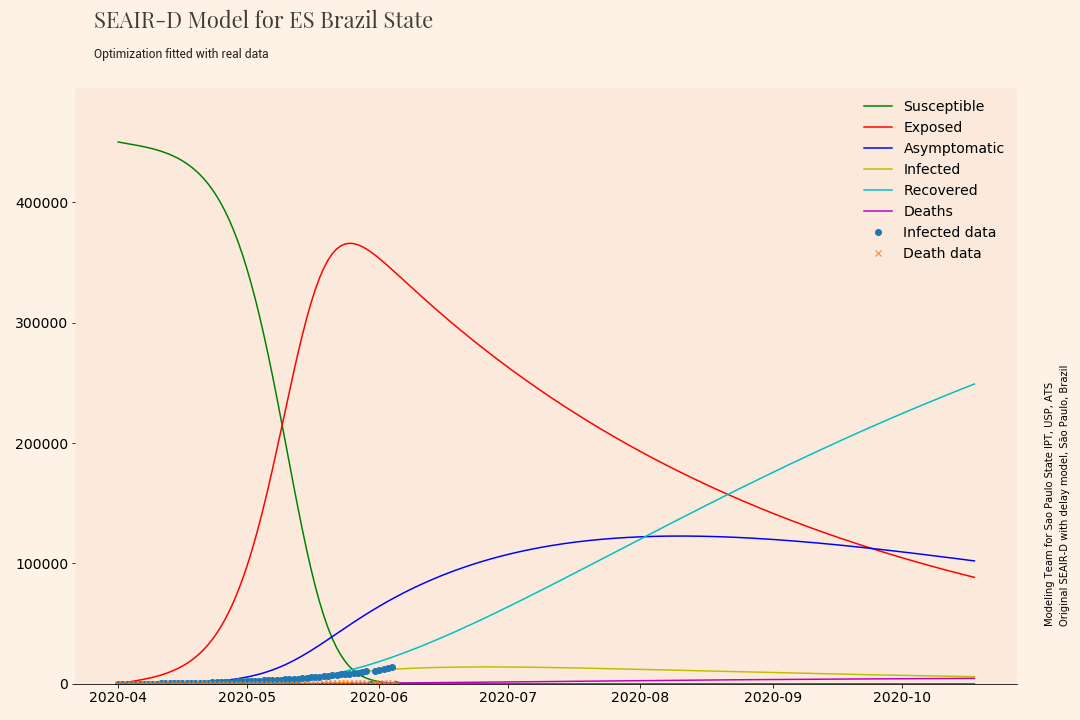 SEAIR-D Model for ES Brazil State
Optimization fitted with real data
Susceptible
Exposed
Asymptomatic
Infected
Recovered
Deaths
Infected data
Death data
400000
300000
200000
100000
0
2020-04
2020-05
2020-06
2020-07
2020-08
2020-09
2020-10
Modeling Team for Sao Paulo State IPT, USP, ATS
Original SEAIR-D with delay model, São Paulo, Brazil